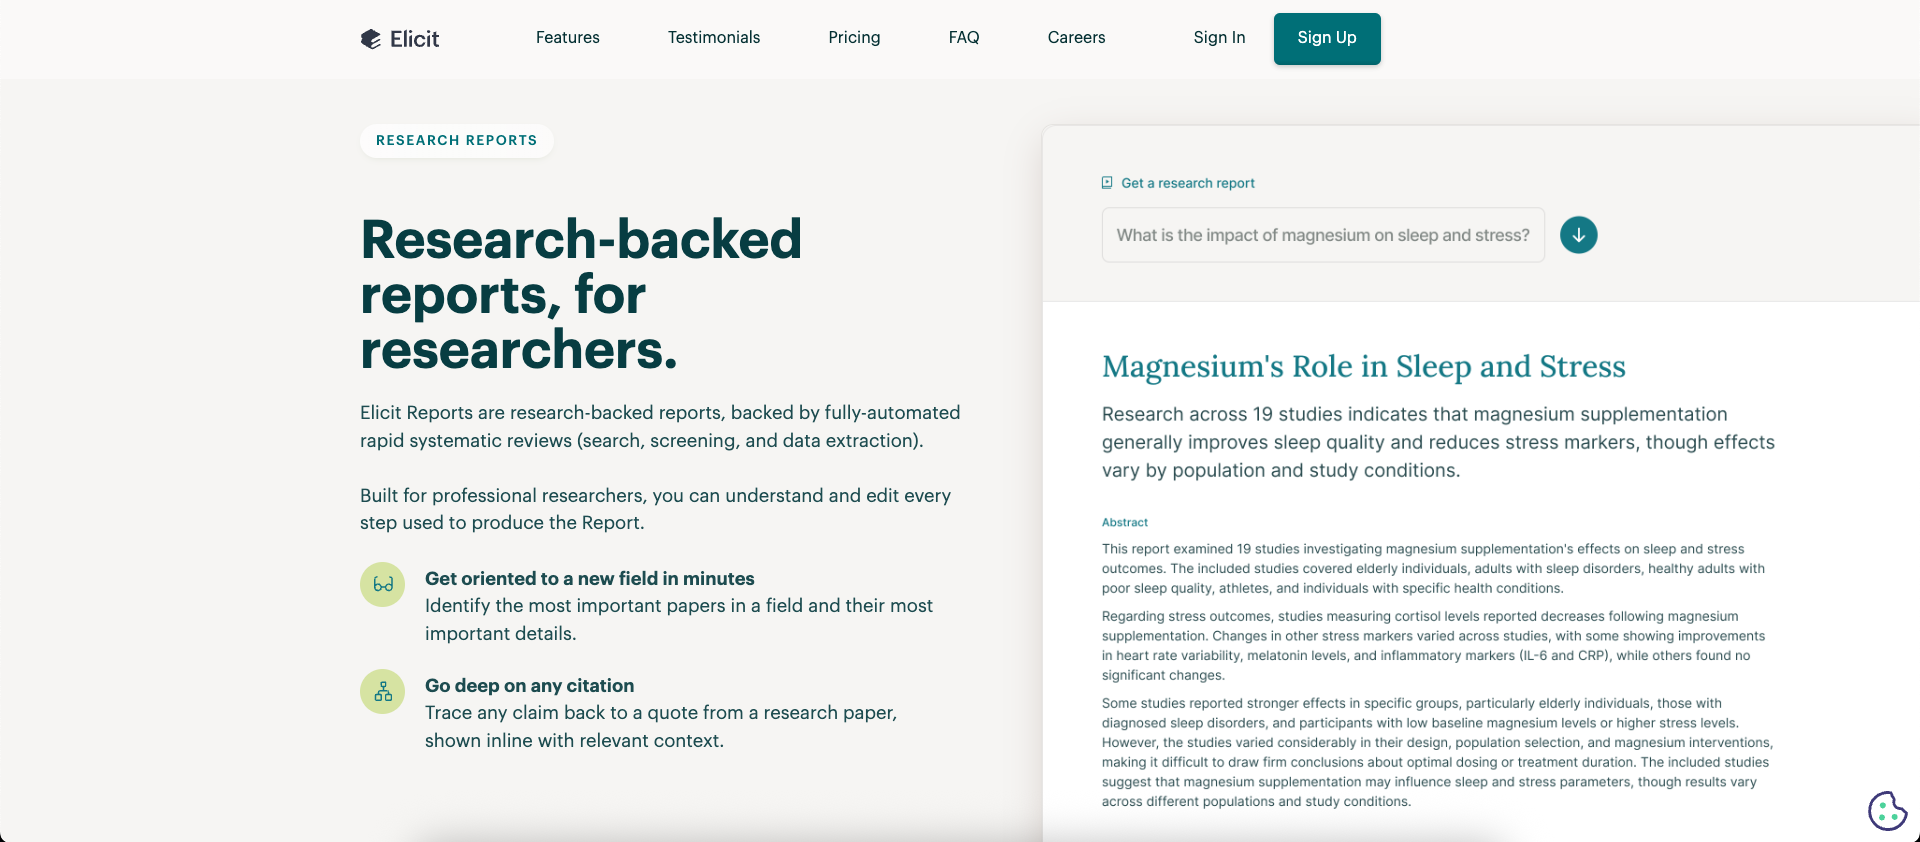 Elicit
Features
Testimonials
Pricing
FAQ
Careers
Sign In
Sign Up
RESEARCH REPORTS
Research-backed
reports, for
researchers.
Elicit Reports are research-backed reports, backed by fully-automated
rapid systematic reviews (search, screening, and data extraction).
Built for professional researchers, you can understand and edit every
step used to produce the Report.
Get oriented to a new field in minutes
Identify the most important papers in a field and their most
important details.
Go deep on any citation
Trace any claim back to a quote from a research paper,
shown inline with relevant context.
Get a research report
What is the impact of magnesium on sleep and stress?
Magnesium's Role in Sleep and Stress
Research across 19 studies indicates that magnesium supplementation
generally improves sleep quality and reduces stress markers, though effects
vary by population and study conditions.
Abstract
This report examined 19 studies investigating magnesium supplementation's effects on sleep and stress
outcomes. The included studies covered elderly individuals, adults with sleep disorders, healthy adults with
poor sleep quality, athletes, and individuals with specific health conditions.
Regarding stress outcomes, studies measuring cortisol levels reported decreases following magnesium
supplementation. Changes in other stress markers varied across studies, with some showing improvements
in heart rate variability, melatonin levels, and inflammatory markers (IL-6 and CRP), while others found no
significant changes.
Some studies reported stronger effects in specific groups, particularly elderly individuals, those with
diagnosed sleep disorders, and participants with low baseline magnesium levels or higher stress levels.
However, the studies varied considerably in their design, population selection, and magnesium interventions,
making it difficult to draw firm conclusions about optimal dosing or treatment duration. The included studies
suggest that magnesium supplementation may influence sleep and stress parameters, though results vary
across different populations and study conditions.